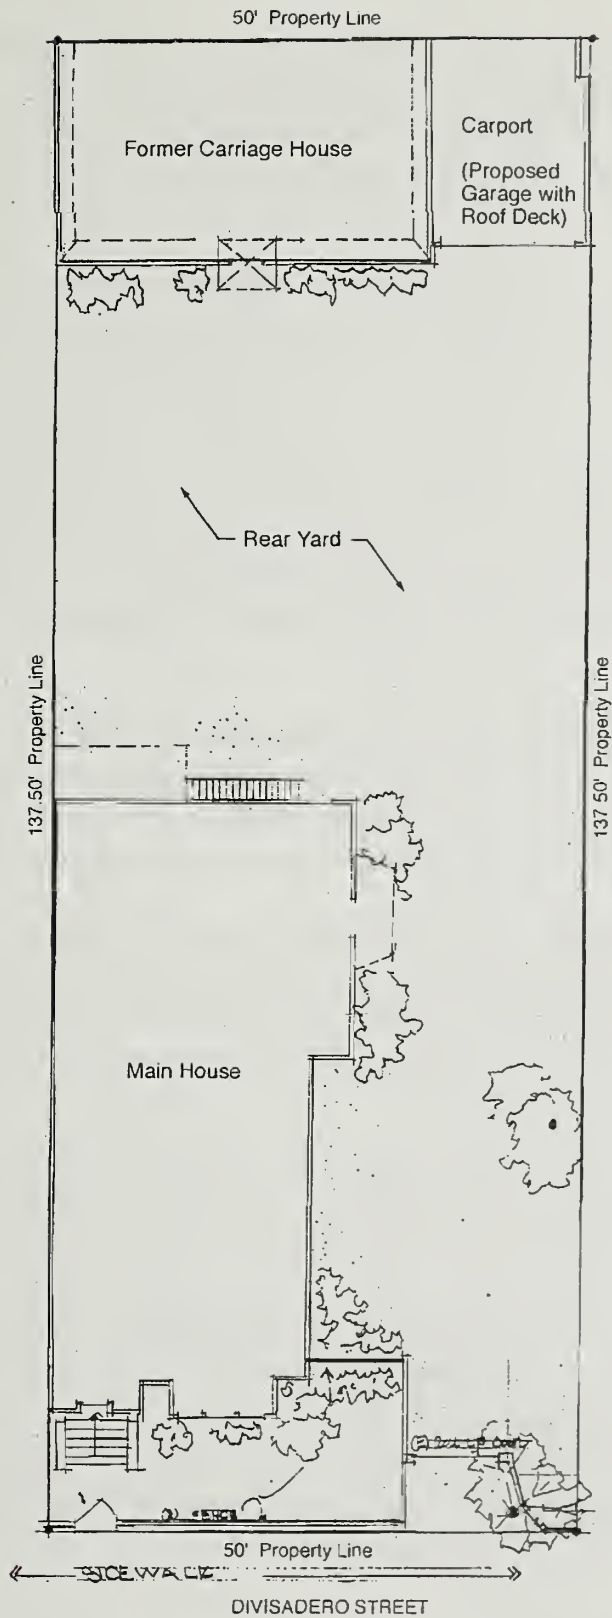 50' Property Line
Former Carriage House
Carport
(Proposed
Garage with
Roof Deck)
Rear Yard
137.50' Property Line
137 50' Property Line
Main House
50' Property Line
SIDEWALK
DIVISADERO STREET